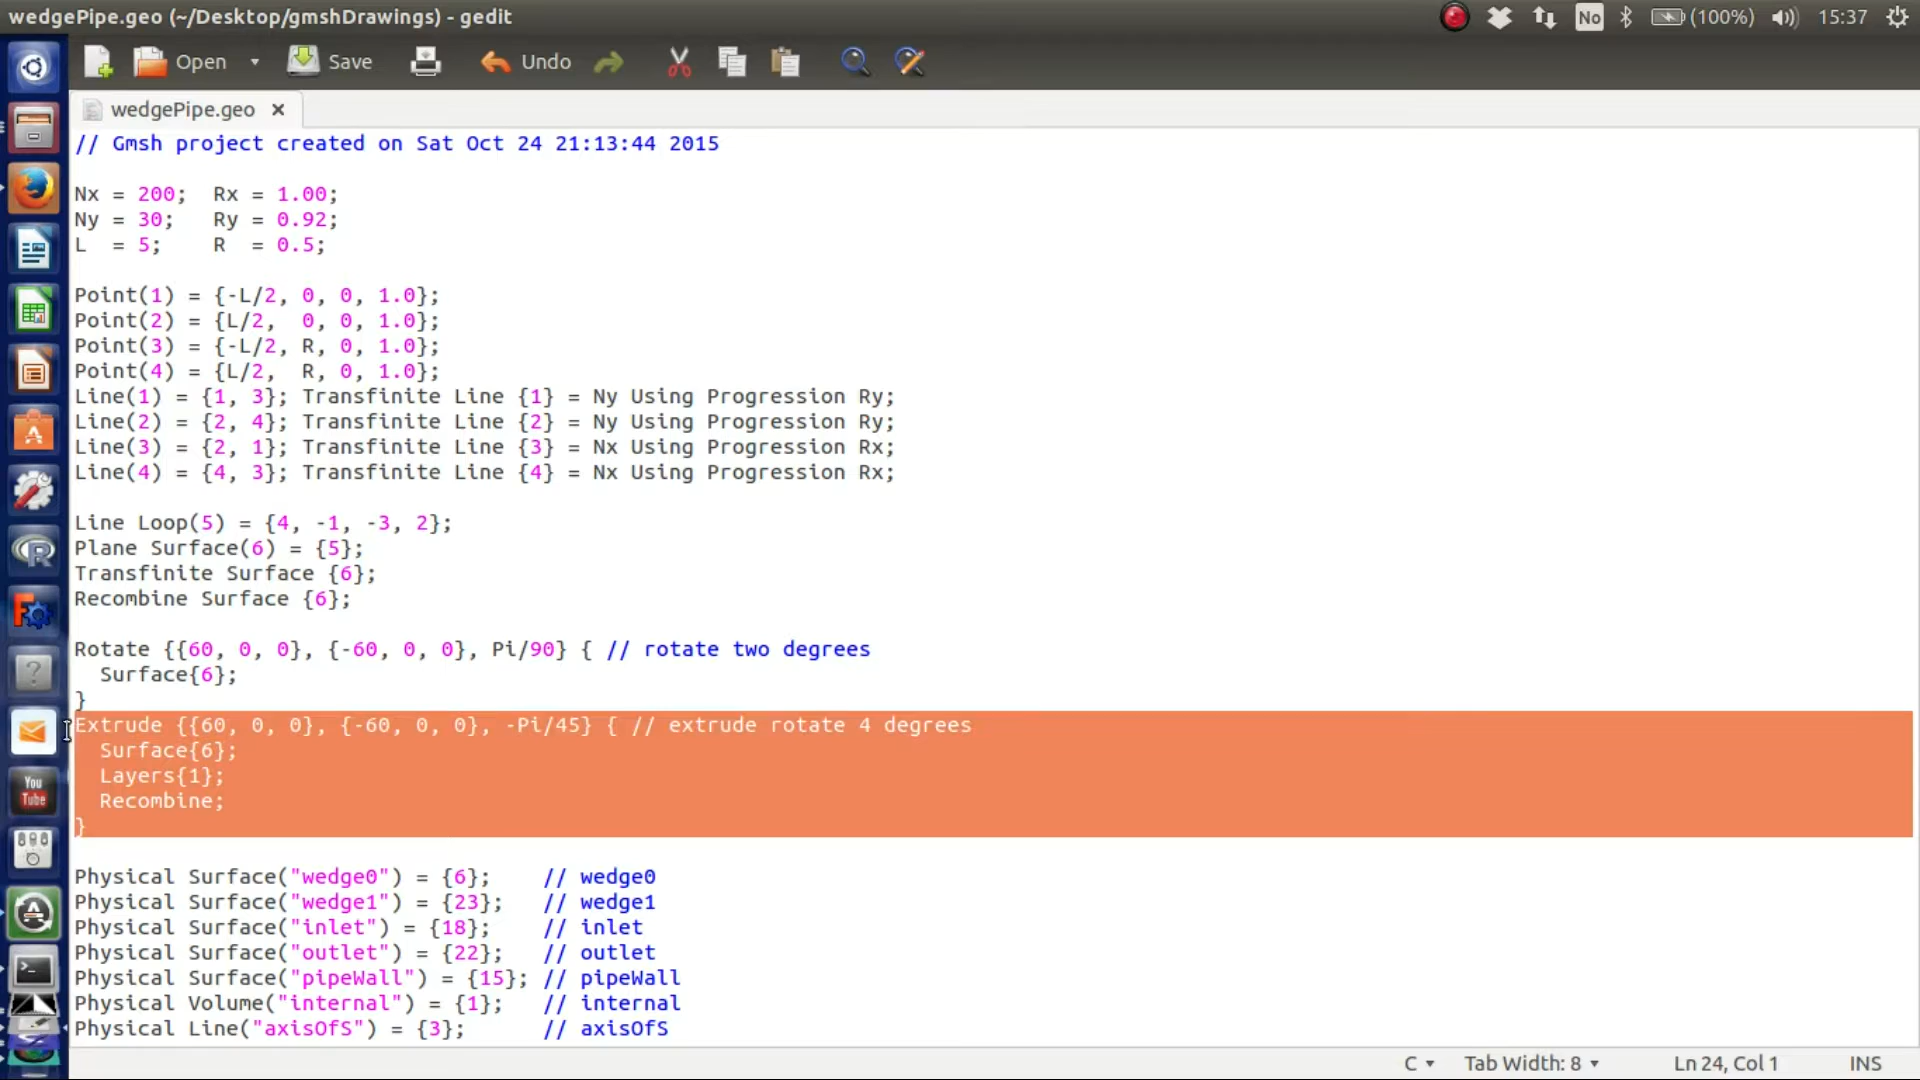 wedgePipe.geo (~/Desktop/gmshDrawings) - gedit
No
(100%)
15:37
Open
Save
Undo
wedgePipe.geo
// Gmsh project created on Sat Oct 24 21:13:44 2015
Nx = 200;  Rx = 1.00;
Ny = 30;   Ry = 0.92;
L  = 5;    R  = 0.5;
Point(1) = {-L/2, 0, 0, 1.0};
Point(2) = {L/2,  0, 0, 1.0};
Point(3) = {-L/2, R, 0, 1.0};
Point(4) = {L/2,  R, 0, 1.0};
Line(1) = {1, 3}; Transfinite Line {1} = Ny Using Progression Ry;
Line(2) = {2, 4}; Transfinite Line {2} = Ny Using Progression Ry;
Line(3) = {2, 1}; Transfinite Line {3} = Nx Using Progression Rx;
Line(4) = {4, 3}; Transfinite Line {4} = Nx Using Progression Rx;
Line Loop(5) = {4, -1, -3, 2};
Plane Surface(6) = {5};
Transfinite Surface {6};
Recombine Surface {6};
Rotate {{60, 0, 0}, {-60, 0, 0}, Pi/90} { // rotate two degrees
  Surface{6};
}
Extrude {{60, 0, 0}, {-60, 0, 0}, -Pi/45} { // extrude rotate 4 degrees
  Surface{6};
  Layers{1};
  Recombine;
}
Physical Surface("wedge0") = {6};    // wedge0
Physical Surface("wedge1") = {23};   // wedge1
Physical Surface("inlet") = {18};    // inlet
Physical Surface("outlet") = {22};   // outlet
Physical Surface("pipeWall") = {15}; // pipeWall
Physical Volume("internal") = {1};   // internal
Physical Line("axisOfS") = {3};      // axisOfS
You
Tube
C
Tab Width: 8
Ln 24, Col 1
INS